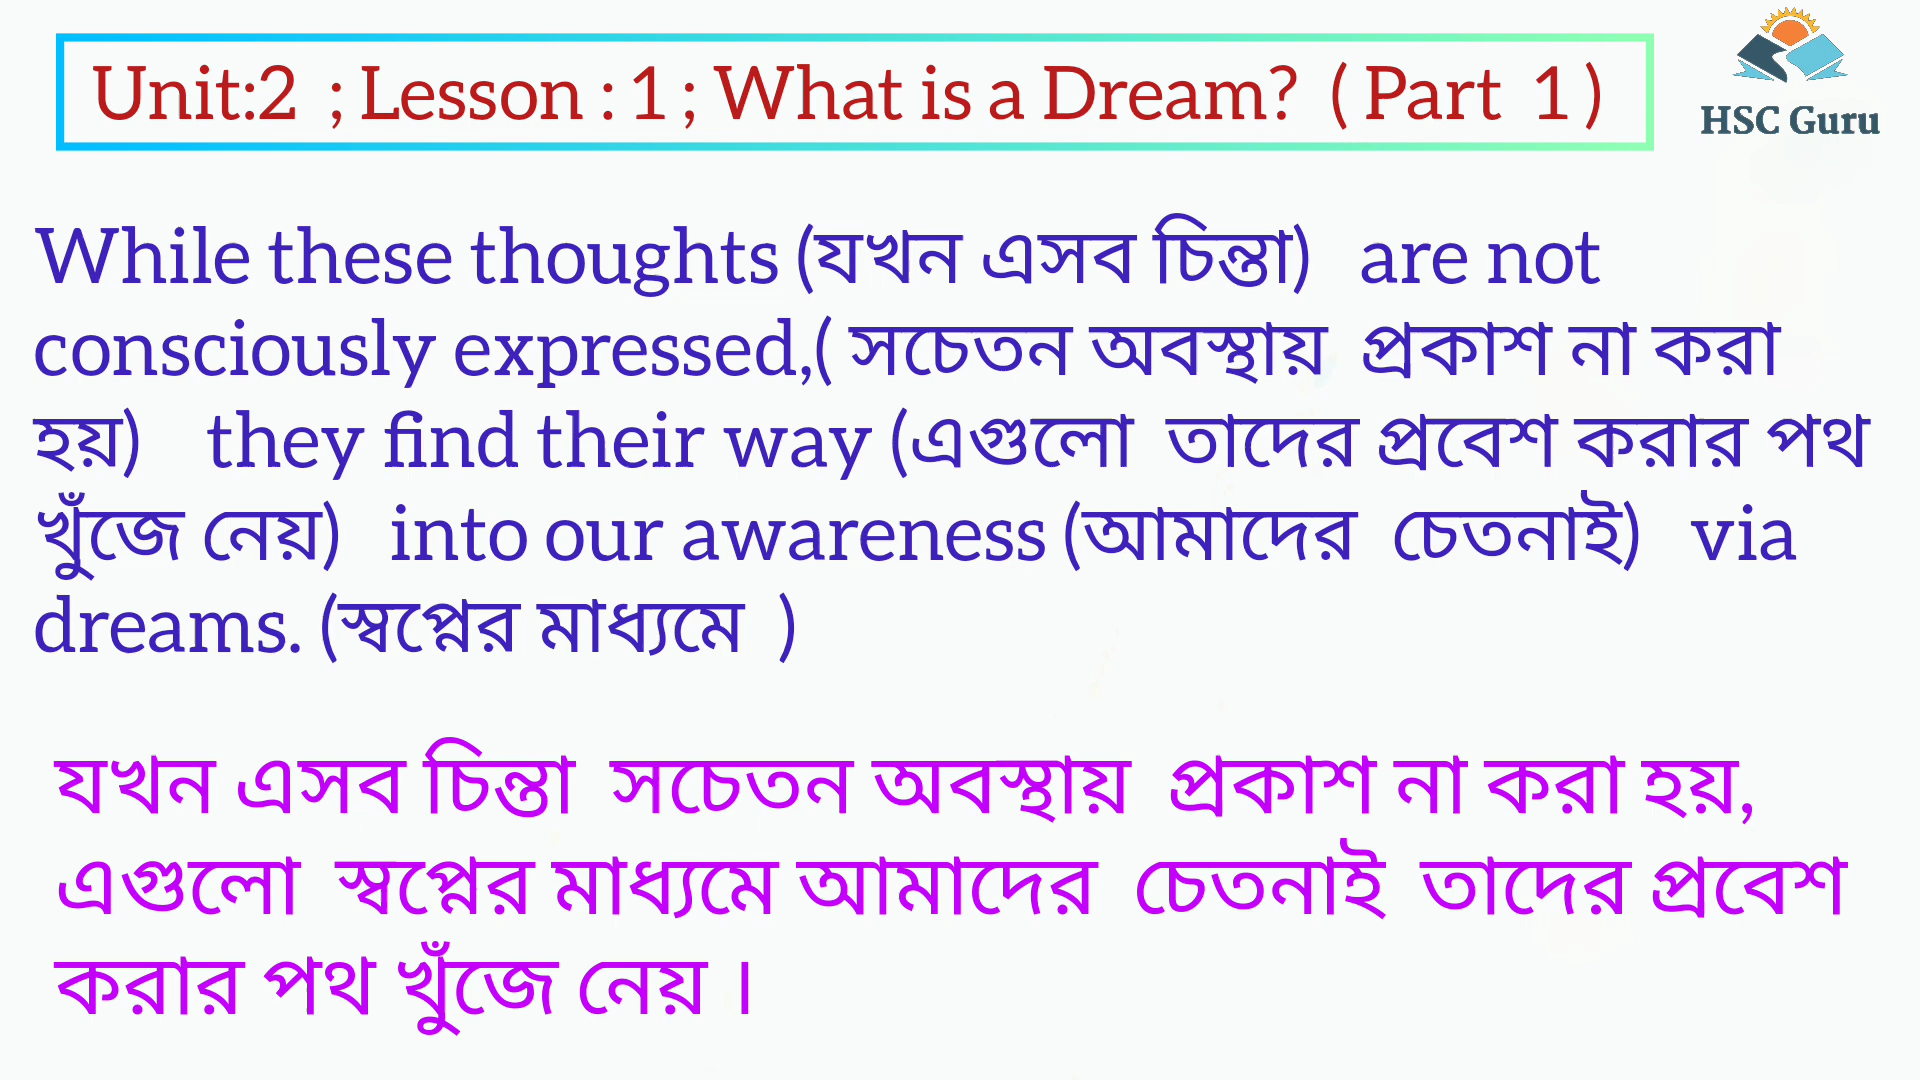 Unit:2 ; Lesson : 1 ; What is a Dream? ( Part 1 )
HSC Guru
While these thoughts (যখন এসব চিন্তা) are not
consciously expressed,( সচেতন অবস্থায় প্রকাশ না করা
হয়) they find their way (এগুলো তাদের প্রবেশ করার পথ
খুঁজে নেয়) into our awareness (আমাদের চেতনাই) via
dreams. (স্বপ্নের মাধ্যমে )
যখন এসব চিন্তা সচেতন অবস্থায় প্রকাশ না করা হয়,
এগুলো স্বপ্নের মাধ্যমে আমাদের চেতনাই তাদের প্রবেশ
করার পথ খুঁজে নেয় ।